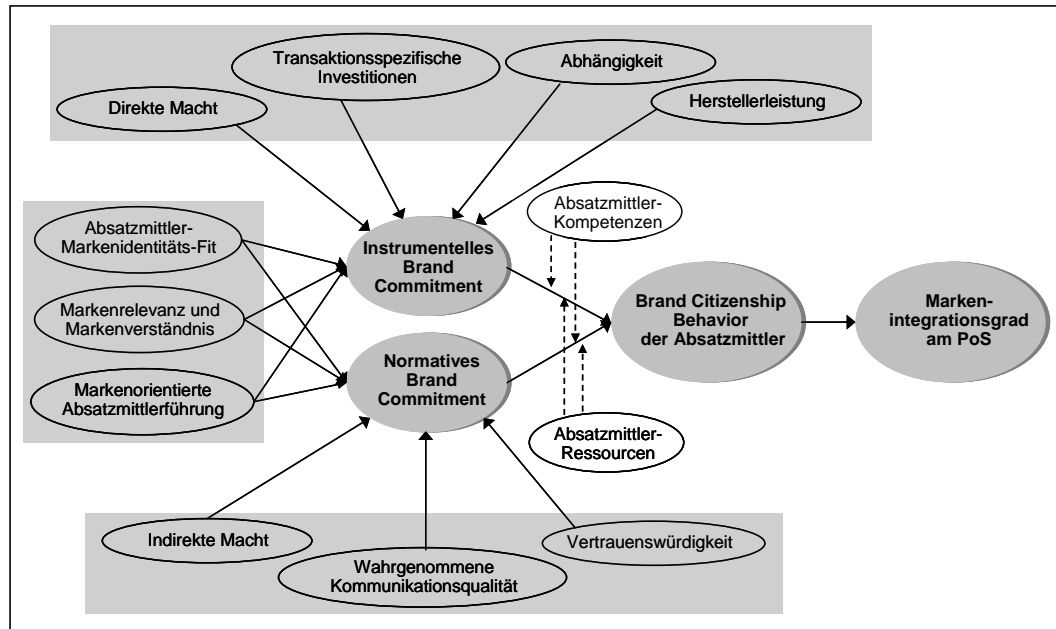 Transaktionsspezifische
Investitionen
Abhängigkeit
Direkte Macht
Herstellerleistung
Absatzmittler-
Markenidentitäts-Fit
Markenrelevanz und
Markenverständnis
Markenorientierte
Absatzmittlerführung
Instrumentelles
Brand
Commitment
Normatives
Brand
Commitment
Absatzmittler-
Kompetenzen
Absatzmittler-
Ressourcen
Brand Citizenship
Behavior
der Absatzmittler
Marken-
integrationsgrad
am PoS
Indirekte Macht
Wahrgenommene
Kommunikationsqualität
Vertrauenswürdigkeit